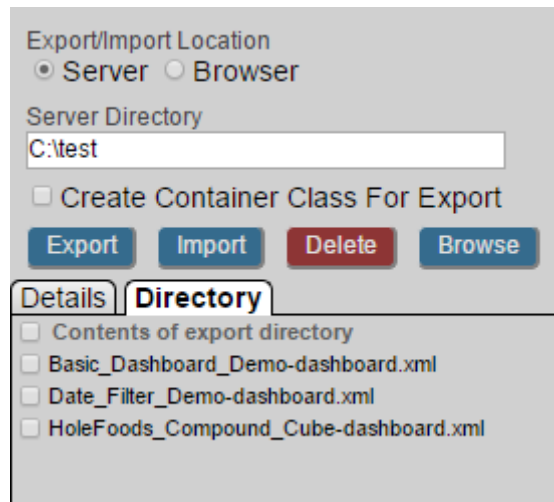 Export/Import Location
Server Browser
Server Directory
C:\test
Create Container Class For Export
Export Import Delete Browse
Details Directory
Contents of export directory
Basic_Dashboard_Demo-dashboard.xml
Date_Filter_Demo-dashboard.xml
HoleFoods_Compound_Cube-dashboard.xml